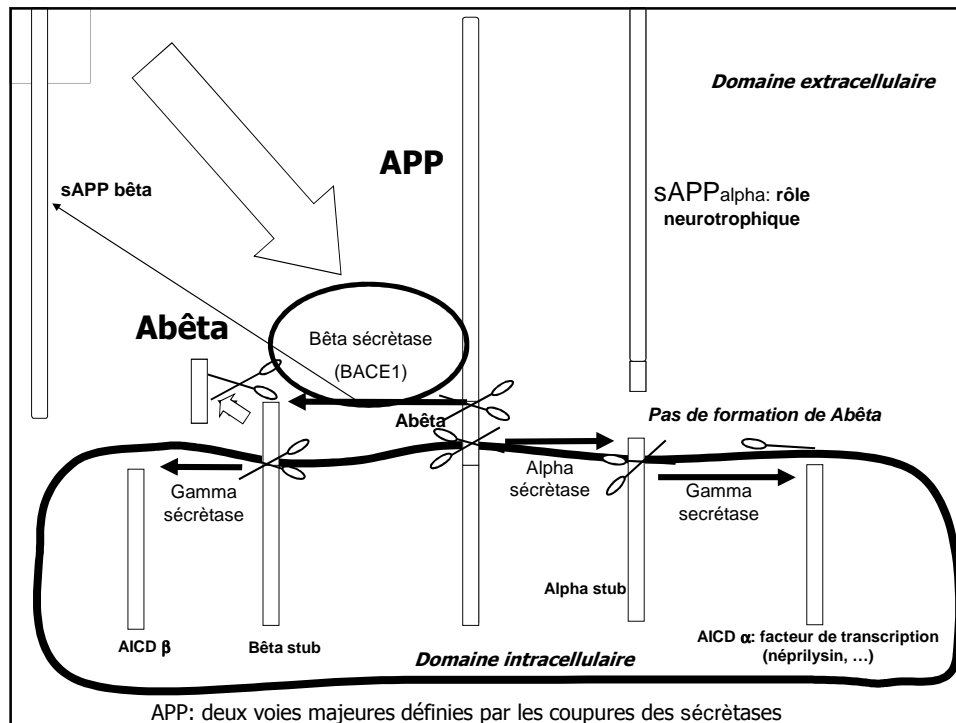 Domaine extracellulaire
APP
sAPP bêta
sAPPalpha: rôle
neurotrophique
Abêta
Bêta sécrètase
(BACE1)
Abêta
Pas de formation de Abêta
Gamma
sécrètase
Alpha
sécrètase
Gamma
secrétase
Alpha stub
AICD β
Bêta stub
AICD α: facteur de transcription
(néprilysin, …)
Domaine intracellulaire
APP: deux voies majeures définies par les coupures des sécrètases